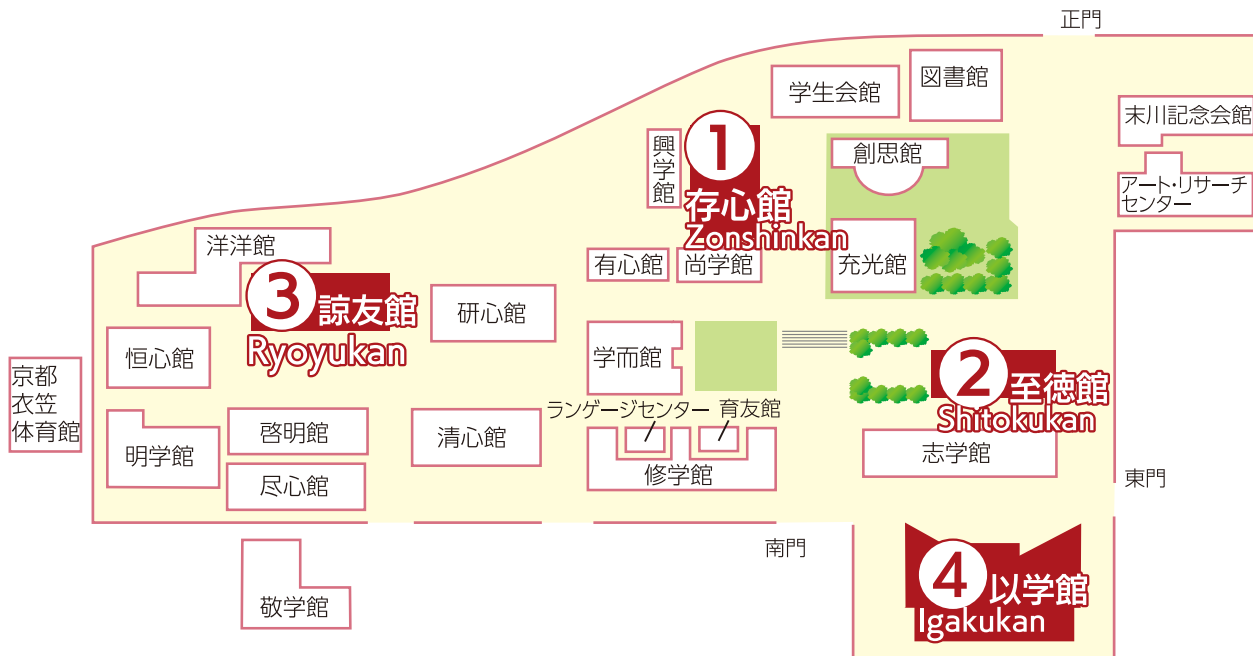 正門
学生会館
図書館
末川記念会館
興学館
1
存心館
Zonshinkan
創思館
アート・リサーチ
センター
洋洋館
有心館
尚学館
充光館
3
諒友館
Ryoyukan
研心館
恒心館
学而館
2
至徳館
Shitokukan
京都
衣笠
体育館
ランゲージセンター
育友館
明学館
啓明館
清心館
志学館
尽心館
修学館
東門
南門
4
以学館
Igakukan
敬学館